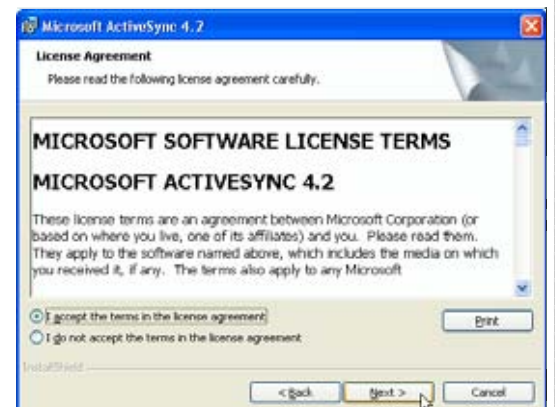 Microsoft ActiveSync 4.2
License Agreement
Please read the following license agreement carefully.
MICROSOFT SOFTWARE LICENSE TERMS
MICROSOFT ACTIVESYNC 4.2
These license terms are an agreement between Microsoft Corporation (or
based on where you live, one of its affiliates) and you. Please read them.
They apply to the software named above, which includes the media on which
you received it, if any. The terms also apply to any Microsoft
I accept the terms in the license agreement
Print
I do not accept the terms in the license agreement
InstallShield
< Back
Next >
Cancel